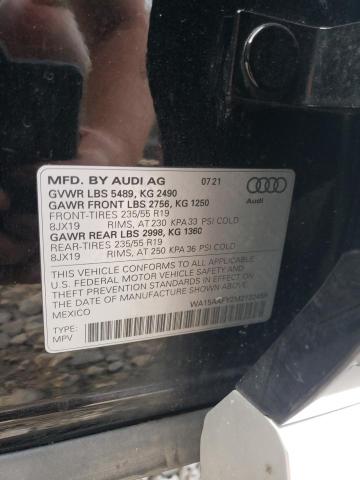 MFD. BY AUDI AG 07 21
GVWR LBS 5489, KG 2490
GAWR FRONT LBS 2756, KG 1250
FRONT-TIRES 235/55 R19
8JX19 RIMS, AT 230 KPA 33 PSI COLD
GAWR REAR LBS 2998, KG 1360
REAR-TIRES 235/55 R19
8JX19 RIMS, AT 250 KPA 36 PSI COLD
THIS VEHICLE CONFORMS TO ALL APPLICABLE
U.S. FEDERAL MOTOR VEHICLE SAFETY, BUMPER, AND
THEFT PREVENTION STANDARDS IN EFFECT ON THE
DATE OF MANUFACTURE SHOWN ABOVE
MEXICO
TYPE:
MPV
Audi